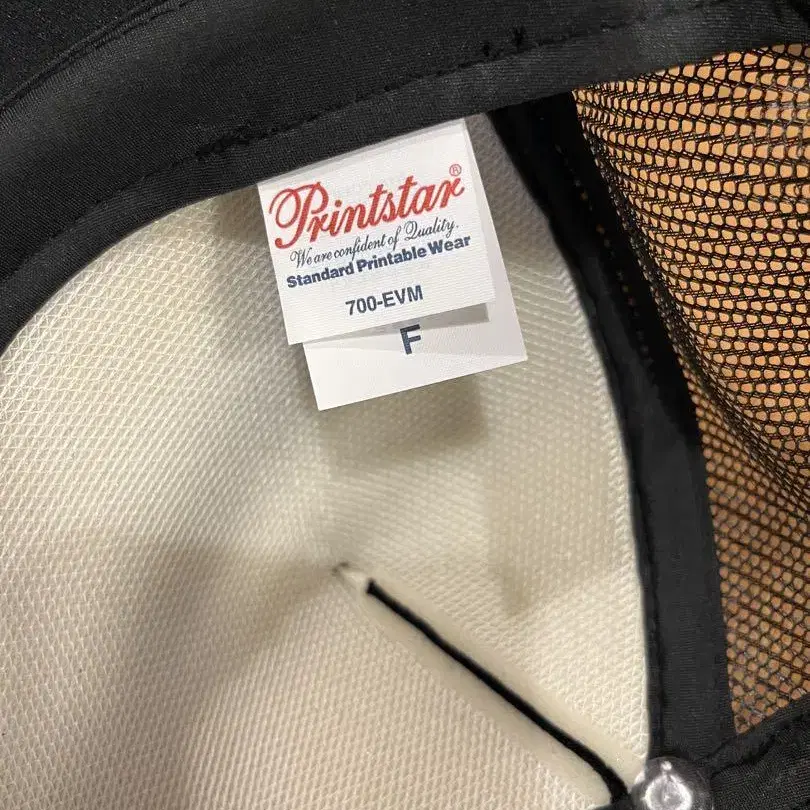 Printstar®
We are confident of Quality.
Standard Printable Wear
700-EVM
F